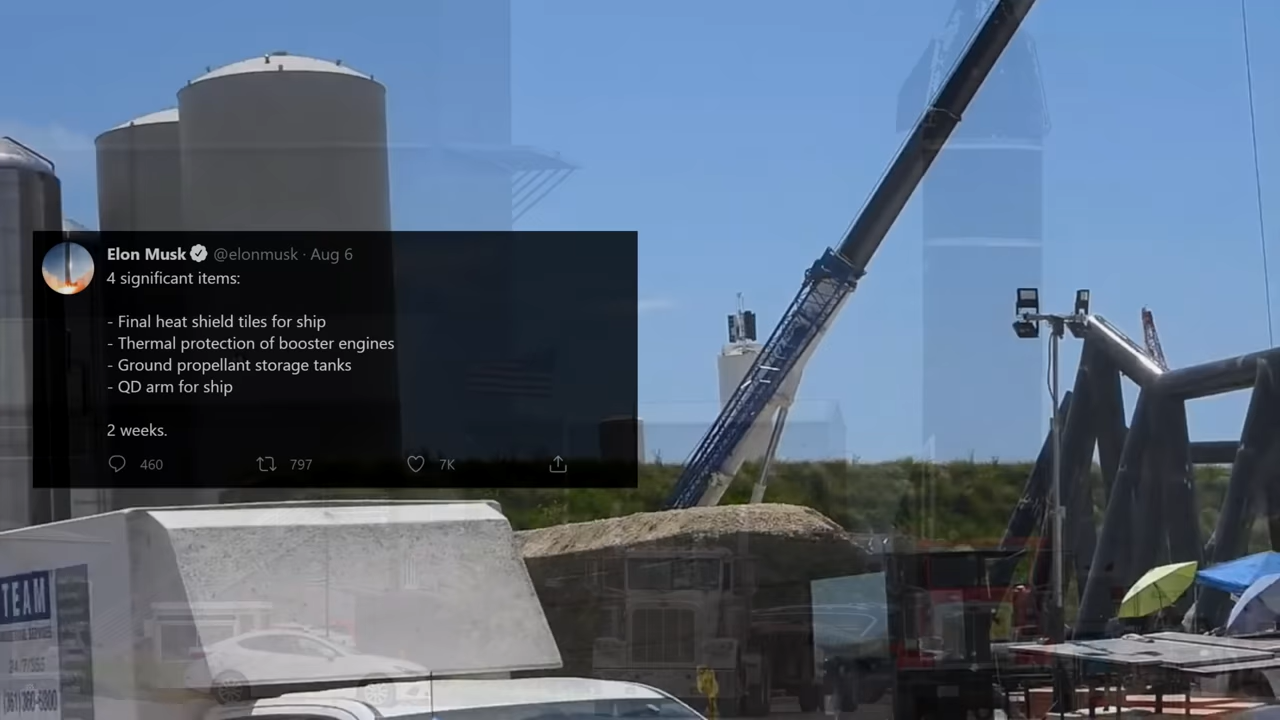 Elon Musk @elonmusk · Aug 6
4 significant items:
- Final heat shield tiles for ship
- Thermal protection of booster engines
- Ground propellant storage tanks
- QD arm for ship
2 weeks.
460 797 7K
TEAM
24/7/365